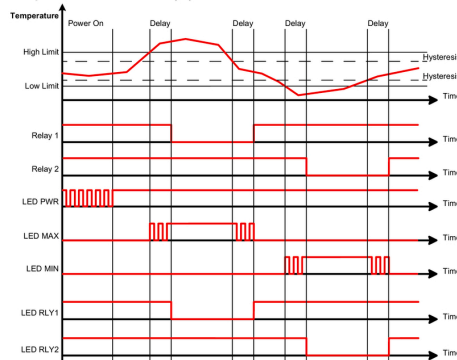 Temperature
Power On
Delay
Delay
Delay
Delay
High Limit
Hysteresi
Hysteresi
Low Limit
Time
Relay 1
Time
Relay 2
Time
LED PWR
Time
LED MAX
Time
LED MIN
Time
LED RLY1
Time
LED RLY2
Time